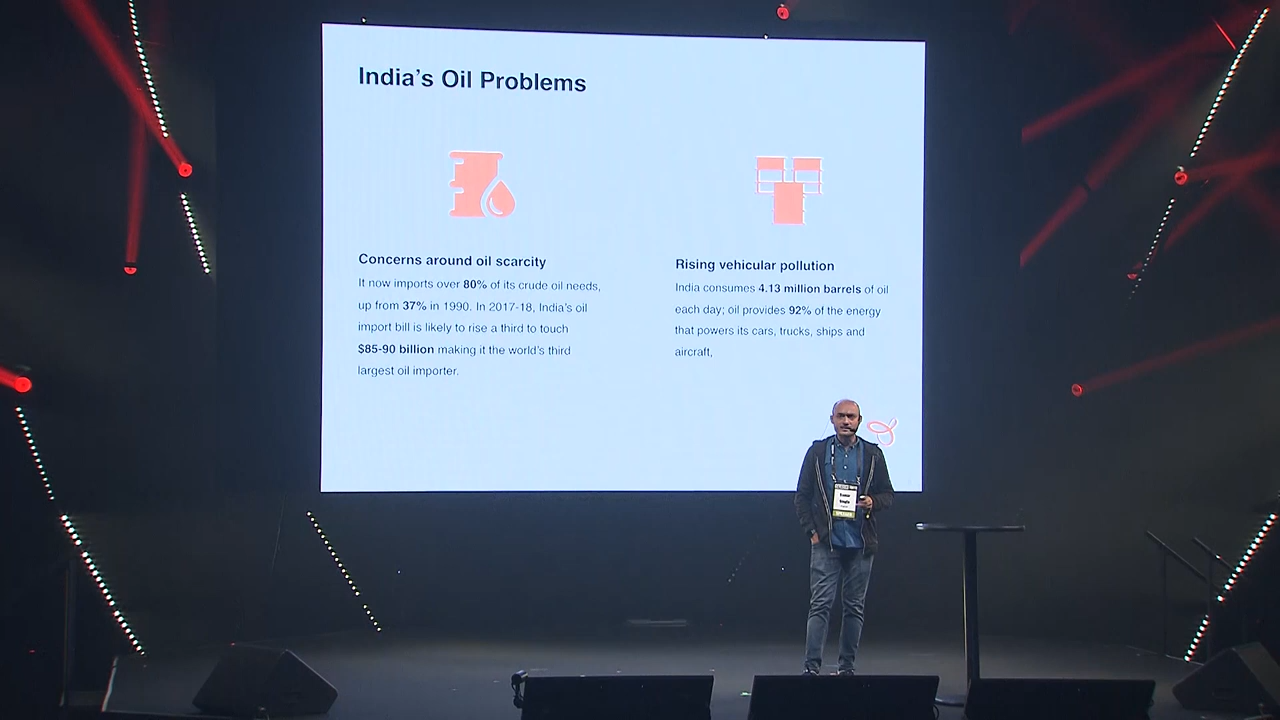 India's Oil Problems
Concerns around oil scarcity
It now imports over 80% of its crude oil needs,
up from 37% in 1990. In 2017-18, India's oil
import bill is likely to rise a third to touch
$85-90 billion making it the world's third
largest oil importer.
Rising vehicular pollution
India consumes 4.13 million barrels of oil
each day; oil provides 92% of the energy
that powers its cars, trucks, ships and
aircraft,